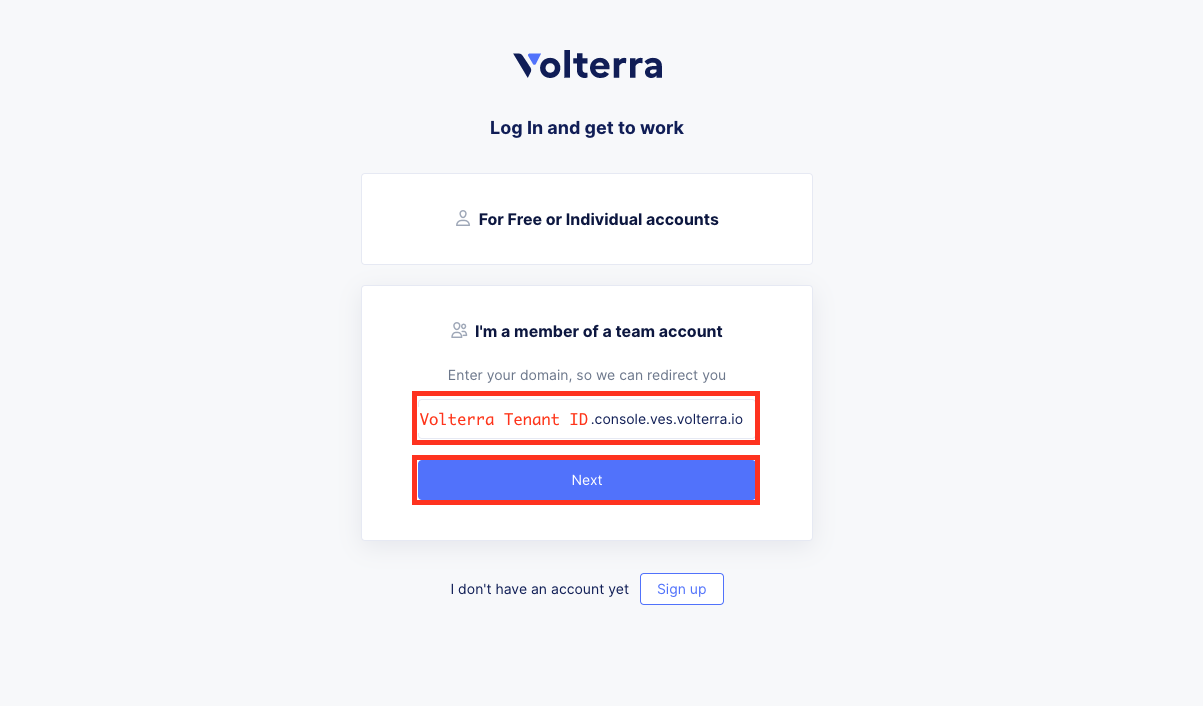 Volterra
Log In and get to work
For Free or Individual accounts
I'm a member of a team account
Enter your domain, so we can redirect you
Volterra Tenant ID .console.ves.volterra.io
Next
I don't have an account yet Sign up